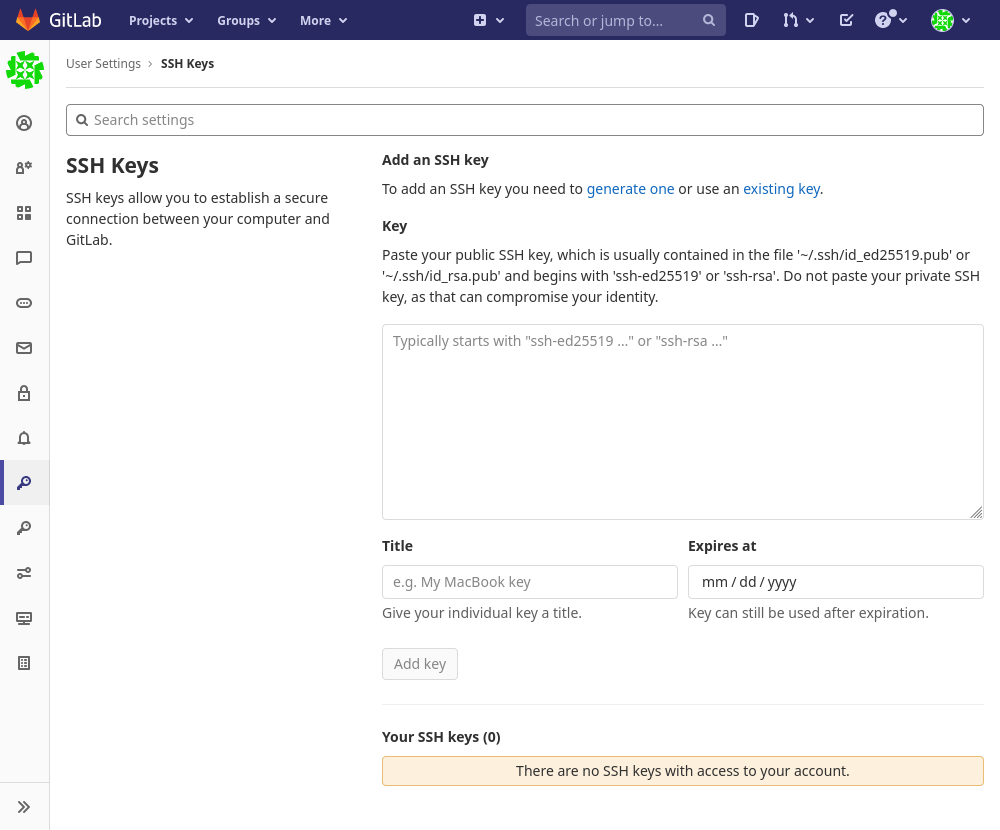 GitLab Projects Groups More Search or jump to...
User Settings › SSH Keys
Search settings
SSH Keys
SSH keys allow you to establish a secure
connection between your computer and
GitLab.
Add an SSH key
To add an SSH key you need to generate one or use an existing key.
Key
Paste your public SSH key, which is usually contained in the file '~/.ssh/id_ed25519.pub' or
'~/.ssh/id_rsa.pub' and begins with 'ssh-ed25519' or 'ssh-rsa'. Do not paste your private SSH
key, as that can compromise your identity.
Typically starts with "ssh-ed25519 ..." or "ssh-rsa ..."
Title
e.g. My MacBook key
Give your individual key a title.
Expires at
mm / dd / yyyy
Key can still be used after expiration.
Add key
Your SSH keys (0)
There are no SSH keys with access to your account.